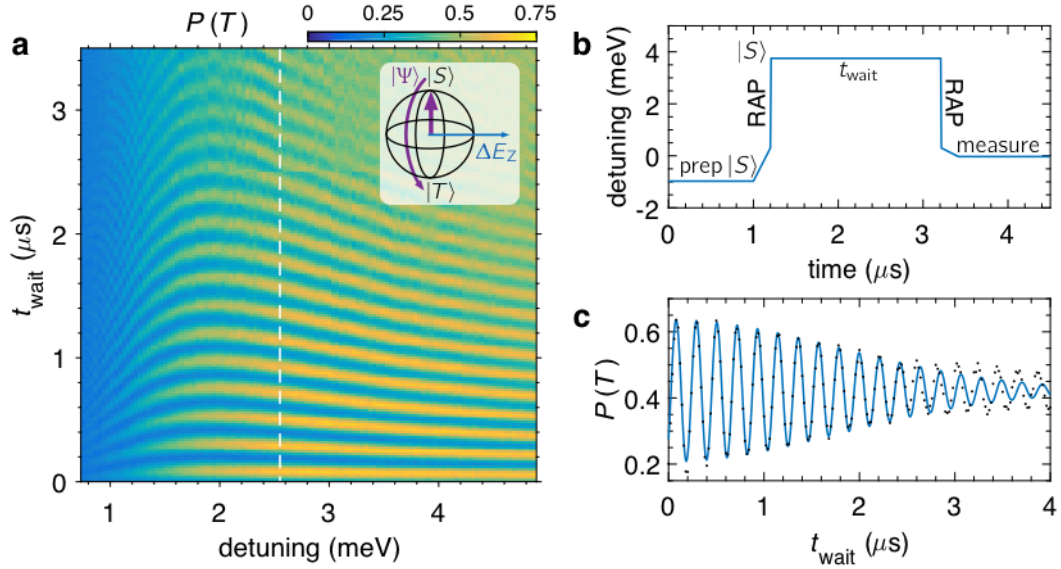 P(T)
0 0.25 0.5 0.75
a
|Ψ⟩ |S⟩
ΔE_Z
|T⟩
3
2
1
0
t_wait (μs)
1 2 3 4
detuning (meV)
b
4
2
0
-2
detuning (meV)
|S⟩
t_wait
RAP
RAP
prep |S⟩
measure
0 1 2 3 4
time (μs)
c
0.6
0.4
0.2
P(T)
0 1 2 3 4
t_wait (μs)